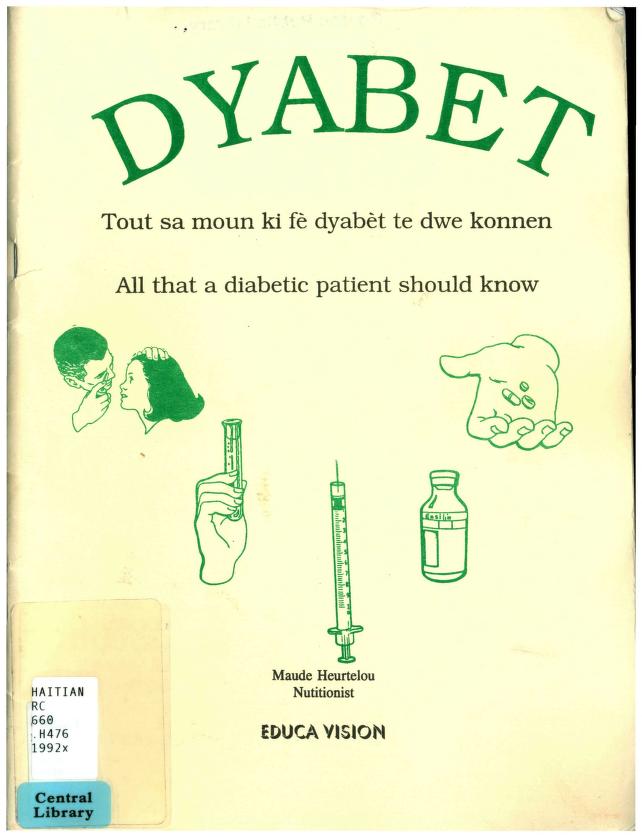 DYABET
Tout sa moun ki fè dyabèt te dwe konnen
All that a diabetic patient should know
Ensilin
Maude Heurtelou
Nutitionist
EDUCA VISION
HAITIAN
RC
660
.H476
1992x
Central
Library